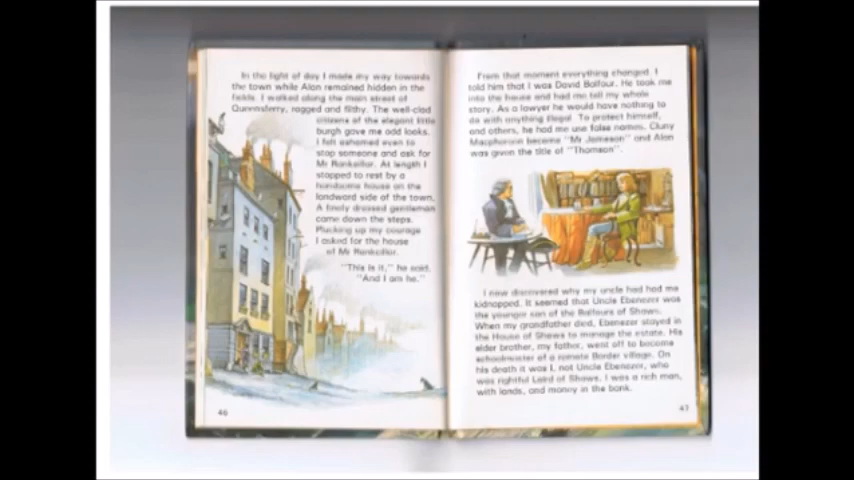 In the light of day I made my way towards
the town while Alan remained hidden in the
fields. I walked along the main street of
Queensferry, ragged and filthy. The well-clad
citizens of the elegant little
burgh gave me odd looks.
I felt ashamed even to
stop someone and ask for
Mr Rankeillor. At length I
stopped to rest by a
handsome house on the
landward side of the town.
A finely dressed gentleman
came down the steps.
Plucking up my courage
I asked for the house
of Mr Rankeillor.
"This is it," he said.
"And I am he."
46
From that moment everything changed. I
told him that I was David Balfour. He took me
into the house and had me tell my whole
story. As a lawyer he would have nothing to
do with anything illegal. To protect himself,
and others, he had me use false names. Cluny
Macpherson became "Mr Jameson" and Alan
was given the title of "Thomson".
I now discovered why my uncle had had me
kidnapped. It seemed that Uncle Ebenezer was
the younger son of the Balfours of Shaws.
When my grandfather died, Ebenezer stayed in
the House of Shaws to manage the estate. His
elder brother, my father, went off to become
schoolmaster of a remote Border village. On
his death it was I, not Uncle Ebenezer, who
was rightful Laird of Shaws. I was a rich man,
with lands, and money in the bank.
47